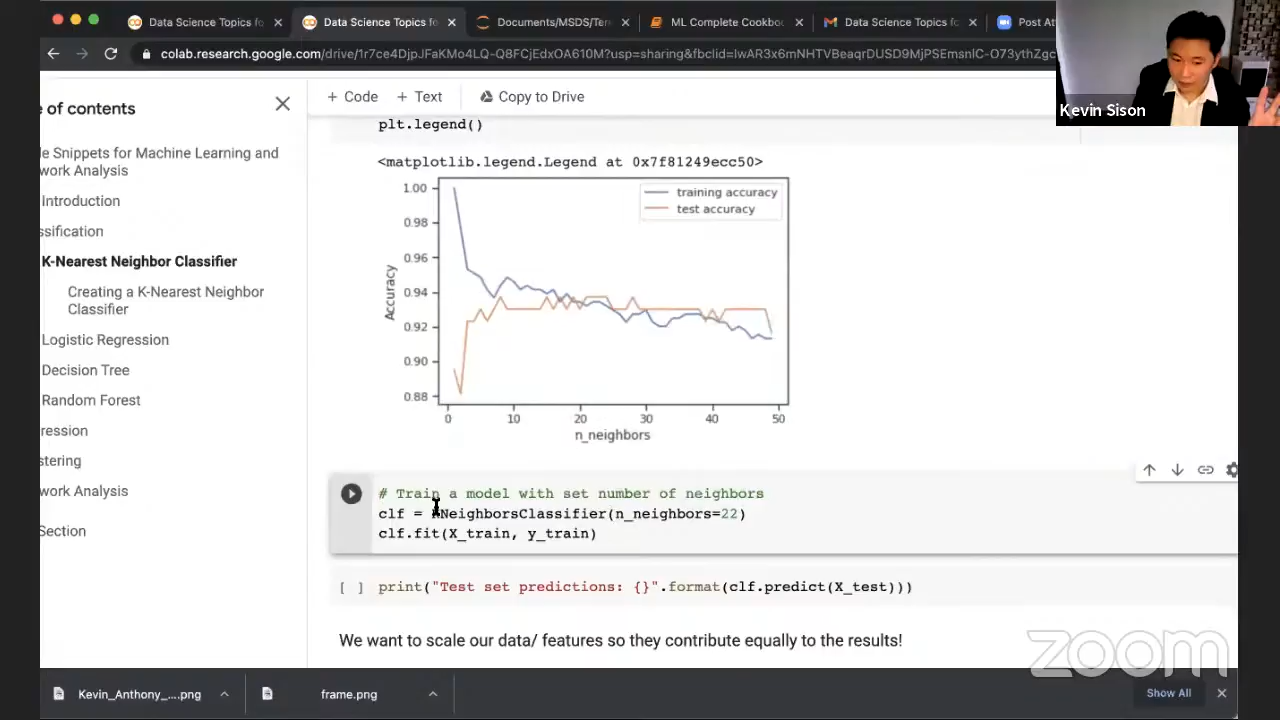 Data Science Topics fo
Data Science Topics fo
Documents/MSDS/Ter
ML Complete Cookbo
Data Science Topics fo
Post At
colab.research.google.com/drive/1r7ce4DjpJFaKMo4LQ-Q8FCjEdxOA610M?usp=sharing&fbclid=IwAR3x6mNHTVBeaqrDUSD9MjPSEmsnlC-O73ythZgc
Kevin Sison
e of contents
le Snippets for Machine Learning and
work Analysis
Introduction
ssification
K-Nearest Neighbor Classifier
Creating a K-Nearest Neighbor
Classifier
Logistic Regression
Decision Tree
Random Forest
ression
stering
work Analysis
Section
+ Code + Text Copy to Drive
plt.legend()
<matplotlib.legend.Legend at 0x7f81249ecc50>
training accuracy
test accuracy
1.00
0.98
0.96
0.94
0.92
0.90
0.88
Accuracy
0 10 20 30 40 50
n_neighbors
# Train a model with set number of neighbors
clf = KNeighborsClassifier(n_neighbors=22)
clf.fit(X_train, y_train)
[ ] print("Test set predictions: {}".format(clf.predict(X_test)))
We want to scale our data/ features so they contribute equally to the results!
zoom
Kevin_Anthony_....png
frame.png
Show All